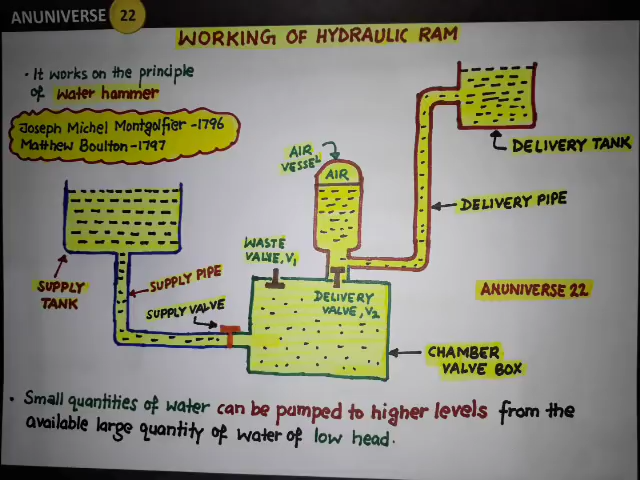 ANUNIVERSE 22
WORKING OF HYDRAULIC RAM
• It works on the principle
of water hammer
Joseph Michel Montgolfier -1796
Matthew Boulton -1797
AIR
VESSEL
AIR
DELIVERY TANK
DELIVERY PIPE
WASTE
VALVE, V1
SUPPLY PIPE
SUPPLY
TANK
SUPPLY VALVE
DELIVERY
VALVE, V2
ANUNIVERSE 22
CHAMBER
VALVE BOX
• Small quantities of water can be pumped to higher levels from the
available large quantity of water of low head.